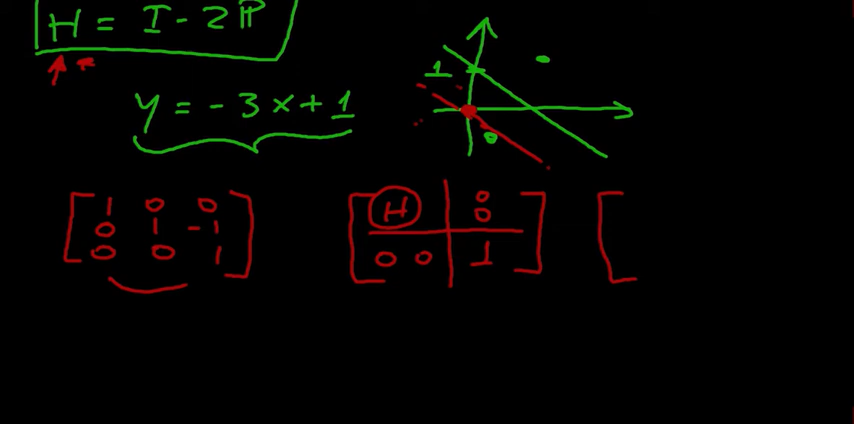 H = I - 2ℙ
y = -3x + 1
1
1 0 0
0 1 -1
0 0 1
H 0
0
0 0 1